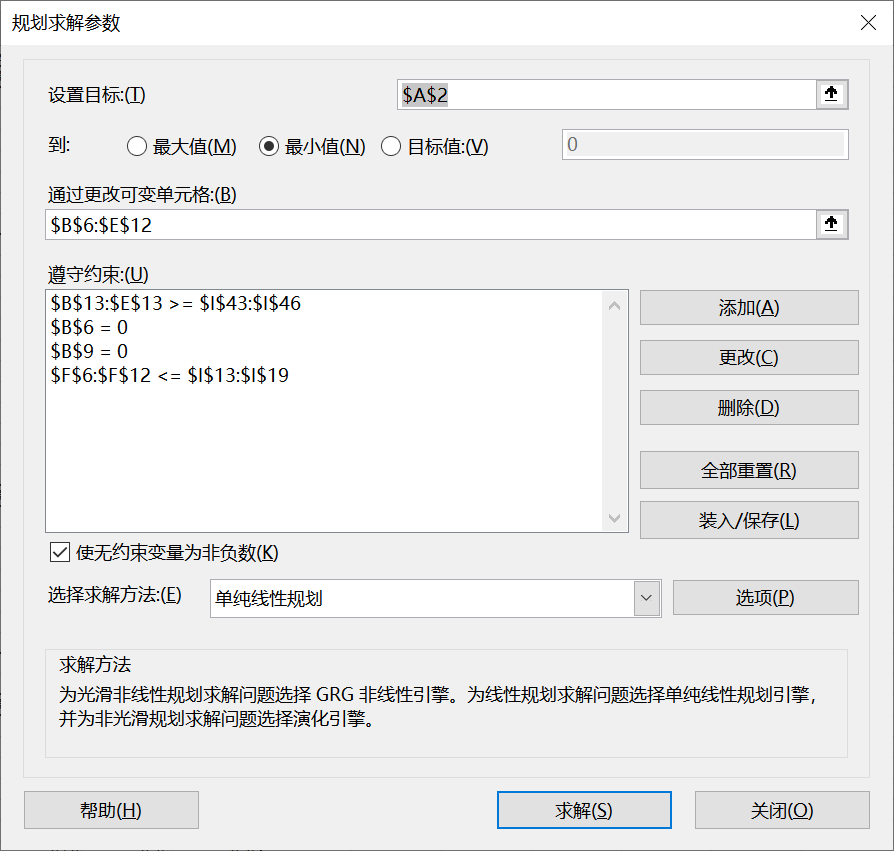 规划求解参数
设置目标:(T)
$A$2
到:
最大值(M)
最小值(N)
目标值:(V)
0
通过更改可变单元格:(B)
$B$6:$E$12
遵守约束:(U)
$B$13:$E$13 >= $I$43:$I$46
$B$6 = 0
$B$9 = 0
$F$6:$F$12 <= $I$13:$I$19
添加(A)
更改(C)
删除(D)
全部重置(R)
装入/保存(L)
使无约束变量为非负数(K)
选择求解方法:(E)
单纯线性规划
选项(P)
求解方法
为光滑非线性规划求解问题选择 GRG 非线性引擎。为线性规划求解问题选择单纯线性规划引擎，
并为非光滑规划求解问题选择演化引擎。
帮助(H)
求解(S)
关闭(O)